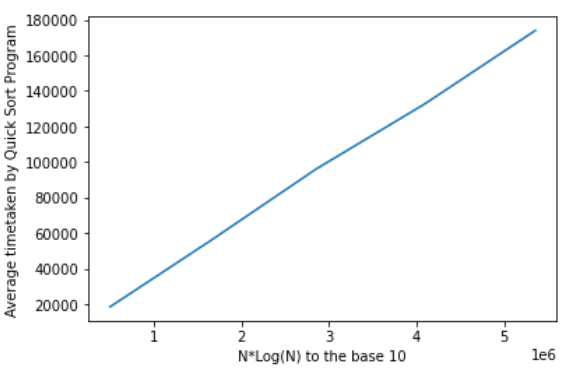 180000
160000
140000
120000
100000
80000
60000
40000
20000
Average timetaken by Quick Sort Program
1 2 3 4 5
1e6
N*Log(N) to the base 10